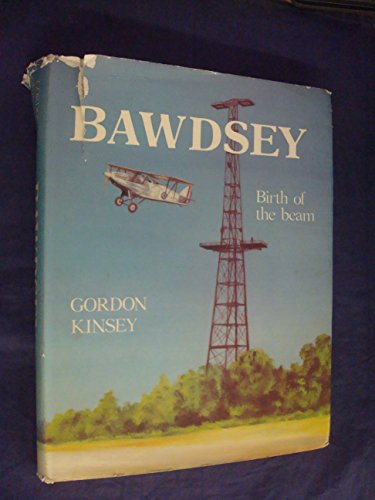 BAWDSEY
Birth of
the beam
GORDON
KINSEY